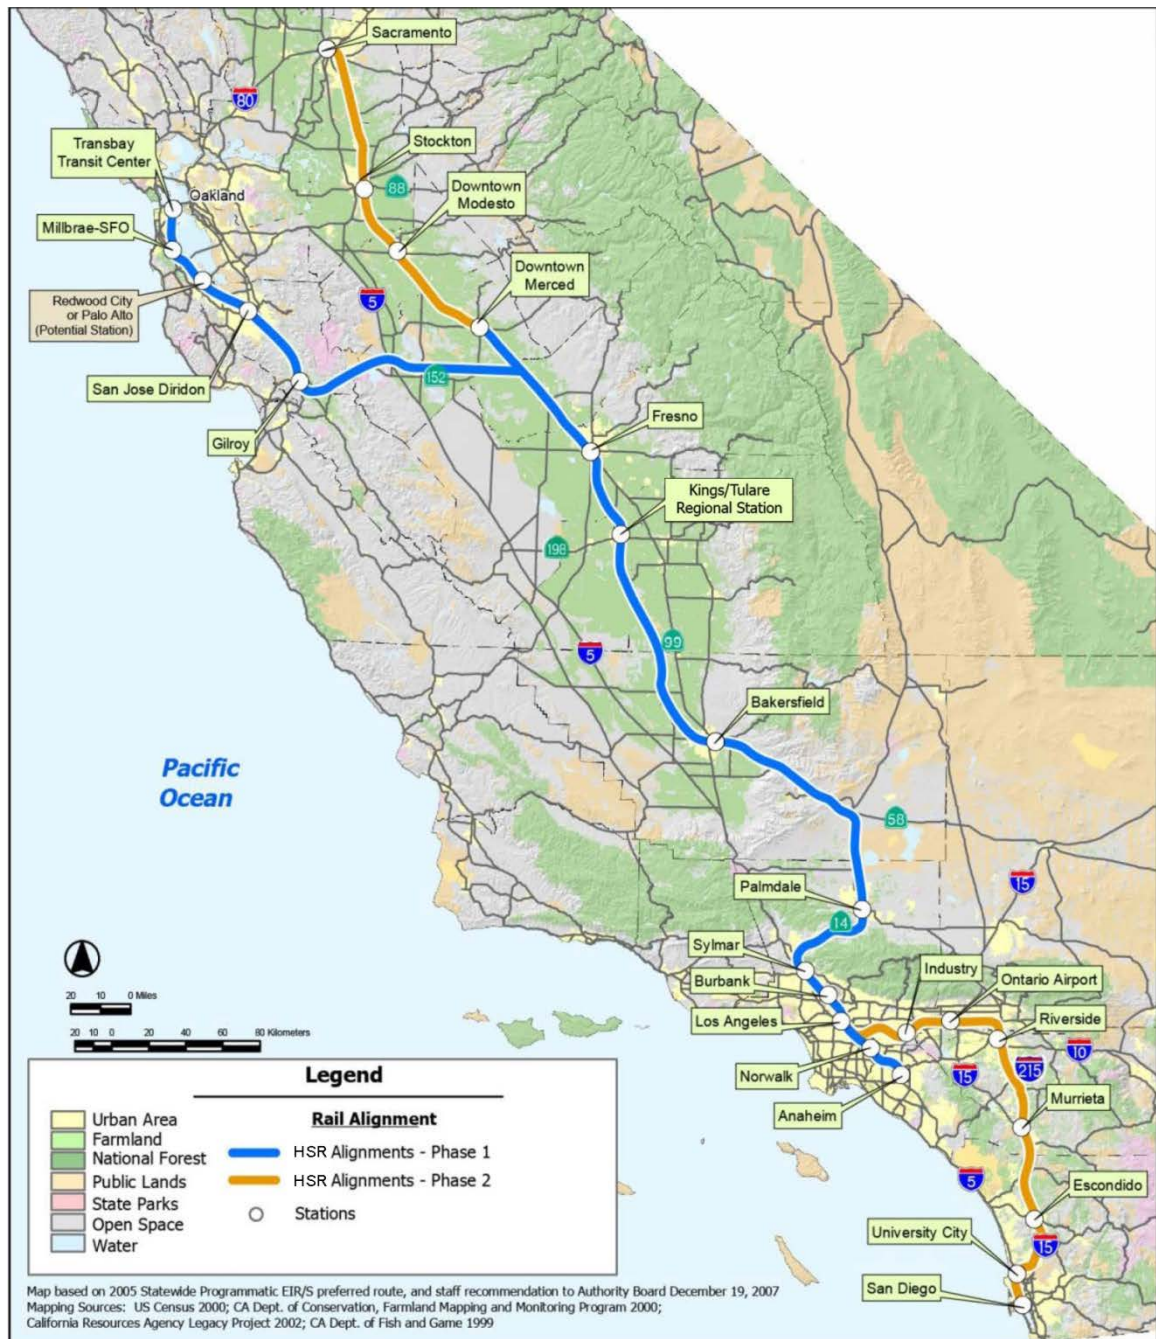 Sacramento
80
Transbay
Transit Center
Stockton
Oakland
88
Downtown
Modesto
Millbrae-SFO
Downtown
Merced
Redwood City
or Palo Alto
(Potential Station)
5
San Jose Diridon
152
Gilroy
Fresno
Kings/Tulare
Regional Station
198
99
5
Bakersfield
Pacific
Ocean
58
15
Palmdale
14
Sylmar
Industry
Burbank
Ontario Airport
Los Angeles
Riverside
10
Norwalk
15
215
Anaheim
Murrieta
5
Escondido
University City
15
San Diego
20 10 0 Miles
20 10 0 20 40 60 80 Kilometers
Legend
Rail Alignment
Urban Area
Farmland
National Forest
Public Lands
State Parks
Open Space
Water
HSR Alignments - Phase 1
HSR Alignments - Phase 2
Stations
Map based on 2005 Statewide Programmatic EIR/S preferred route, and staff recommendation to Authority Board December 19, 2007
Mapping Sources: US Census 2000; CA Dept. of Conservation, Farmland Mapping and Monitoring Program 2000;
California Resources Agency Legacy Project 2002; CA Dept. of Fish and Game 1999